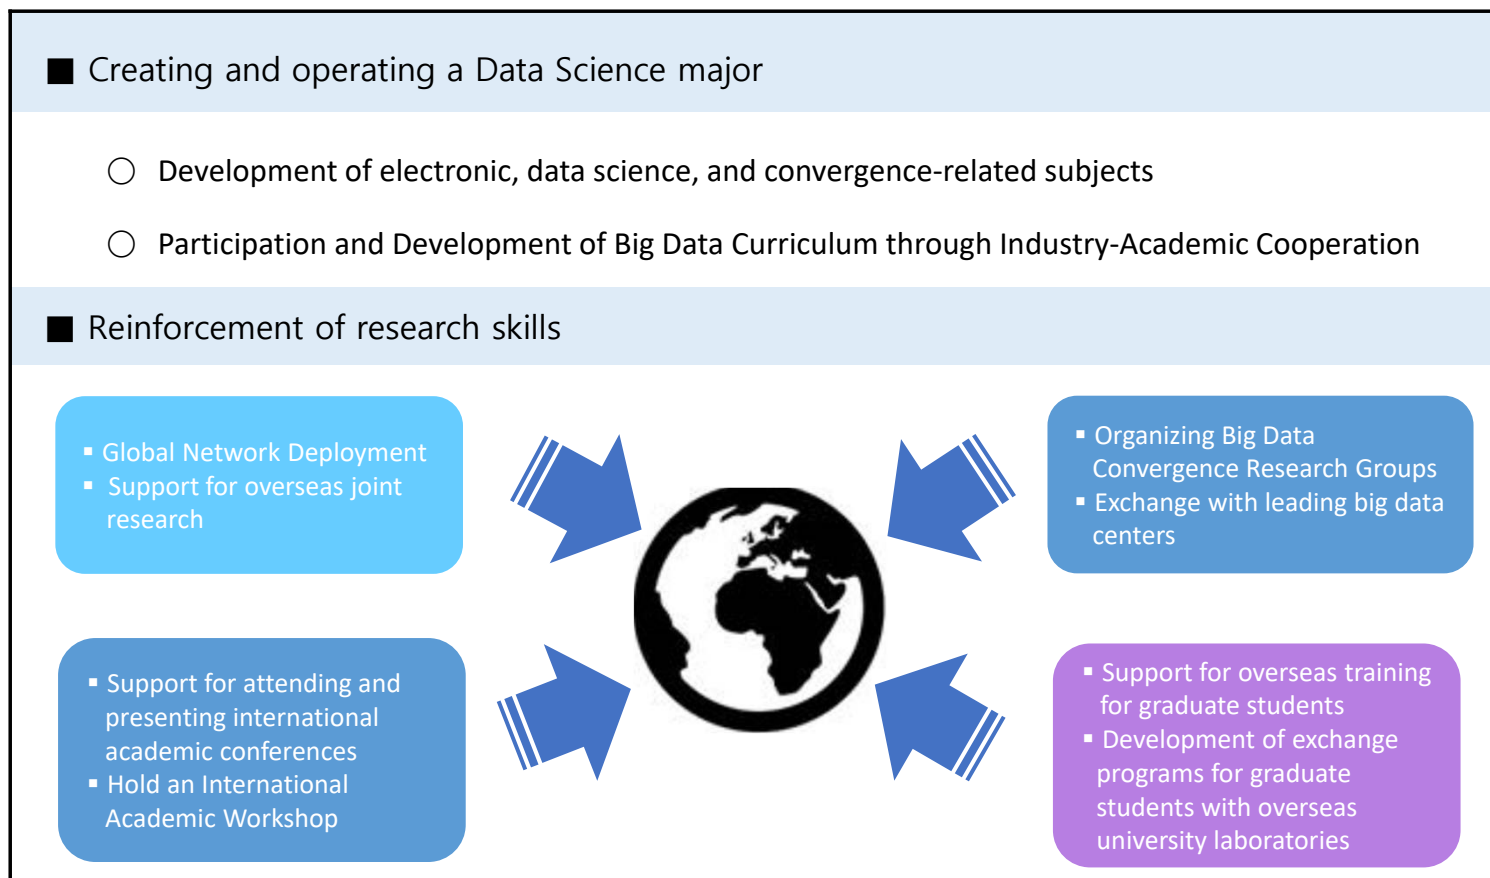 ■ Creating and operating a Data Science major
○ Development of electronic, data science, and convergence-related subjects
○ Participation and Development of Big Data Curriculum through Industry-Academic Cooperation
■ Reinforcement of research skills
▪ Global Network Deployment
▪ Support for overseas joint
research
▪ Organizing Big Data
Convergence Research Groups
▪ Exchange with leading big data
centers
▪ Support for attending and
presenting international
academic conferences
▪ Hold an International
Academic Workshop
▪ Support for overseas training
for graduate students
▪ Development of exchange
programs for graduate
students with overseas
university laboratories